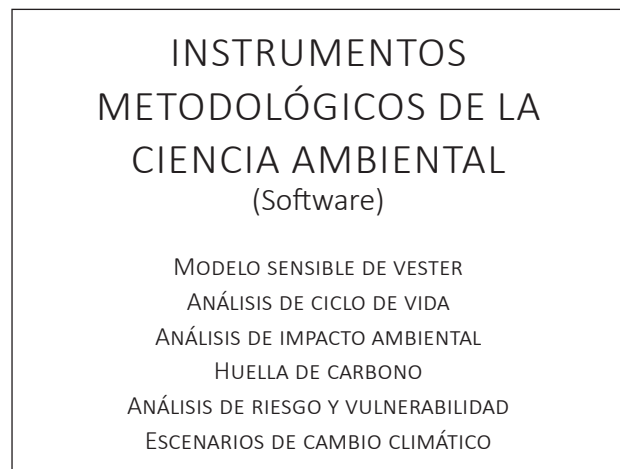 INSTRUMENTOS
METODOLÓGICOS DE LA
CIENCIA AMBIENTAL
(Software)
MODELO SENSIBLE DE VESTER
ANÁLISIS DE CICLO DE VIDA
ANÁLISIS DE IMPACTO AMBIENTAL
HUELLA DE CARBONO
ANÁLISIS DE RIESGO Y VULNERABILIDAD
ESCENARIOS DE CAMBIO CLIMÁTICO